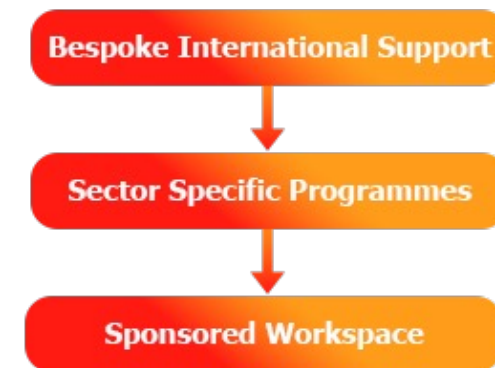 Bespoke International Support
Sector Specific Programmes
Sponsored Workspace